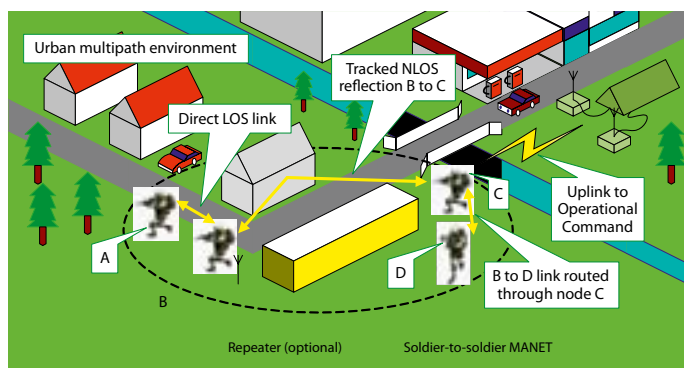 Urban multipath environment
Tracked NLOS
reflection B to C
Direct LOS link
C
Uplink to
Operational
Command
A
D
B to D link routed
through node C
B
Repeater (optional)
Soldier-to-soldier MANET